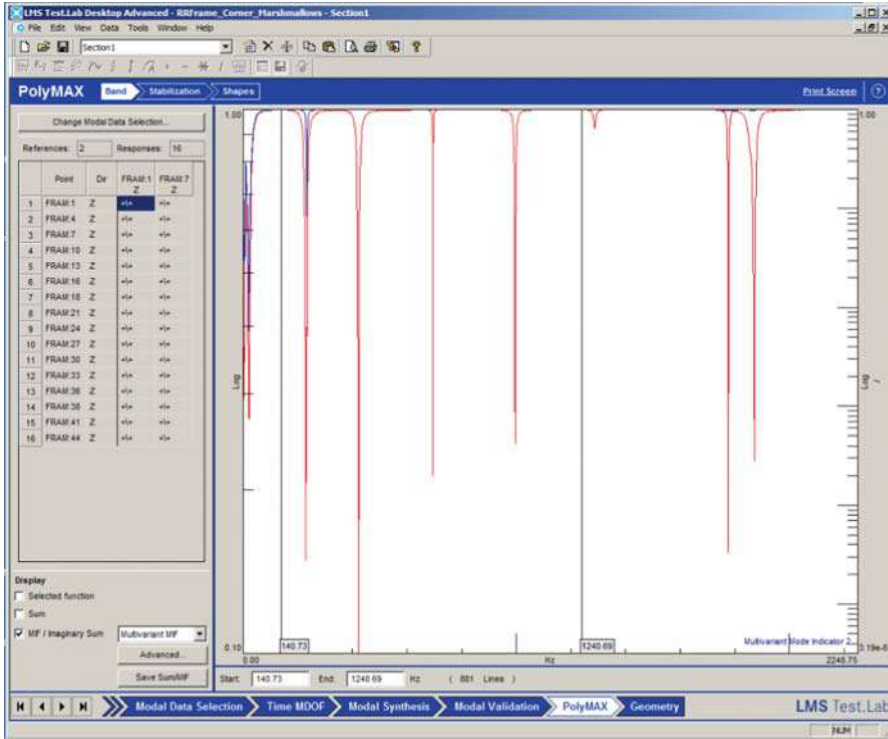 LMS Test.Lab Desktop Advanced - RRFrame_Corner_Marshmallows - Section1
File Edit View Data Tools Window Help
Section1
PolyMAX Band Stabilization Shapes Print Screen
Change Modal Data Selection...
References: 2 Responses: 16
Point Dir FRAM:1 Z FRAM:7 Z
1 FRAM:1 Z
2 FRAM:4 Z
3 FRAM:7 Z
4 FRAM:10 Z
5 FRAM:13 Z
6 FRAM:16 Z
7 FRAM:18 Z
8 FRAM:21 Z
9 FRAM:24 Z
10 FRAM:27 Z
11 FRAM:30 Z
12 FRAM:33 Z
13 FRAM:36 Z
14 FRAM:38 Z
15 FRAM:41 Z
16 FRAM:44 Z
Display
Selected function
Sum
MIF / Imaginary Sum Multivariant MIF
Advanced...
Save Sum/MIF
1.00 1.00
Log Log
/
0.10 140.73 1240.69 Multivariant Mode Indicator 2...
0.00 Hz 2248.75
Start: 140.73 End: 1240.69 Hz ( 881 Lines )
Modal Data Selection Time MDOF Modal Synthesis Modal Validation PolyMAX Geometry LMS Test.Lab
NUM